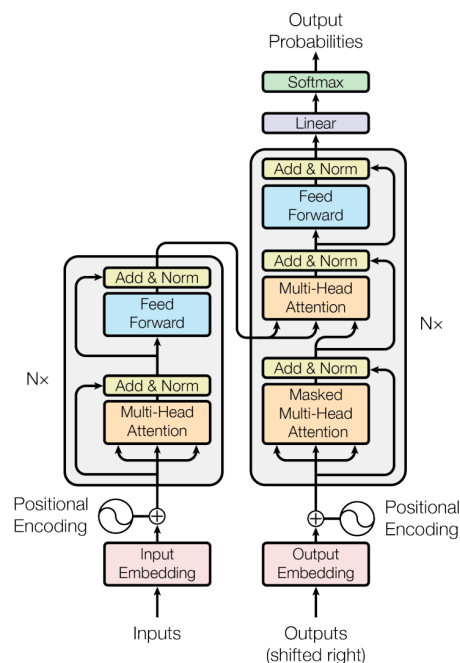 Output
Probabilities
Softmax
Linear
Add & Norm
Feed
Forward
Add & Norm
Multi-Head
Attention
Add & Norm
Masked
Multi-Head
Attention
N×
Add & Norm
Feed
Forward
Add & Norm
Multi-Head
Attention
N×
Positional
Encoding
Positional
Encoding
Input
Embedding
Output
Embedding
Inputs
Outputs
(shifted right)